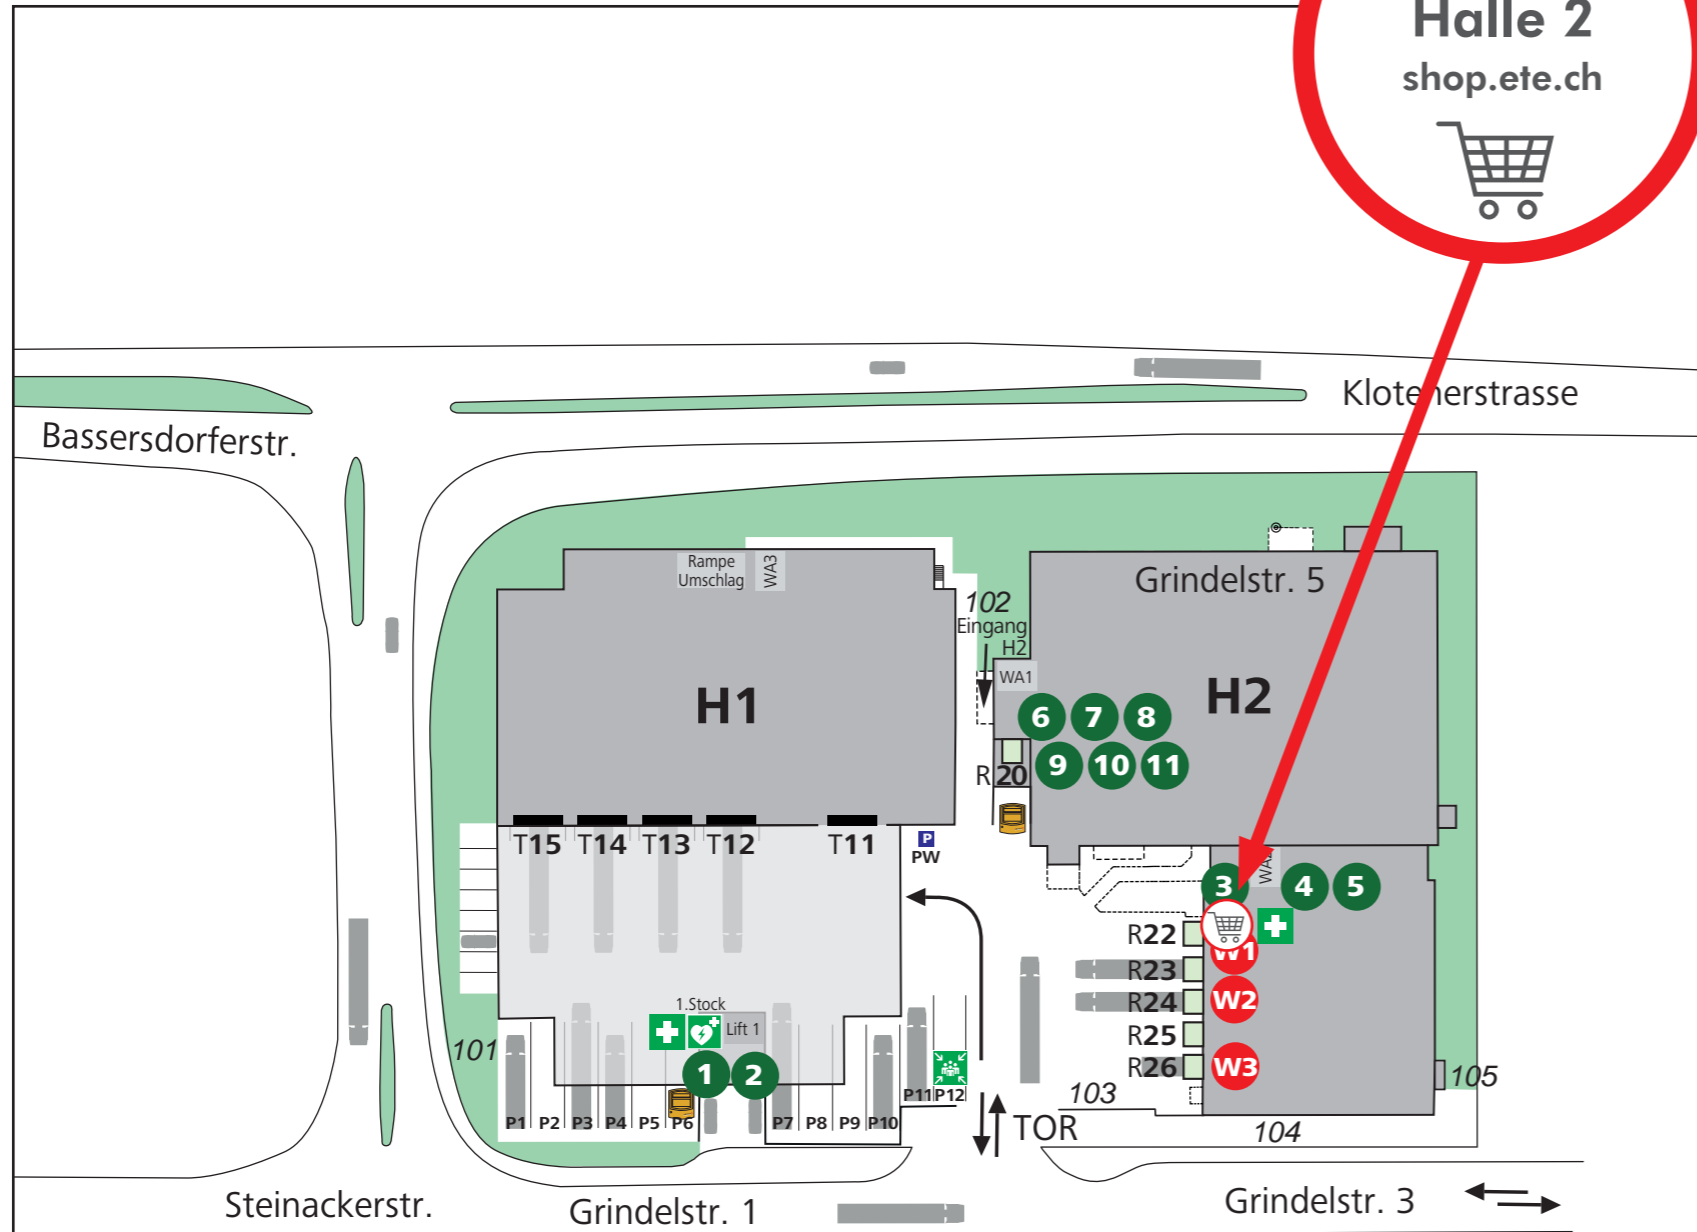 Halle 2
shop.ete.ch
Klotenerstrasse
Bassersdorferstr.
Rampe
Umschlag
WA3
Grindelstr. 5
102
Eingang
H2
WA1
H1
H2
6 7 8
9 10 11
R20
T15 T14 T13 T12 T11
P
PW
3 4 5
R22
W1
R23
R24
W2
R25
R26
W3
1.Stock
Lift 1
101
1 2
105
103
P11 P12
P1 P2 P3 P4 P5 P6 P7 P8 P9 P10
TOR
104
Steinackerstr.
Grindelstr. 1
Grindelstr. 3